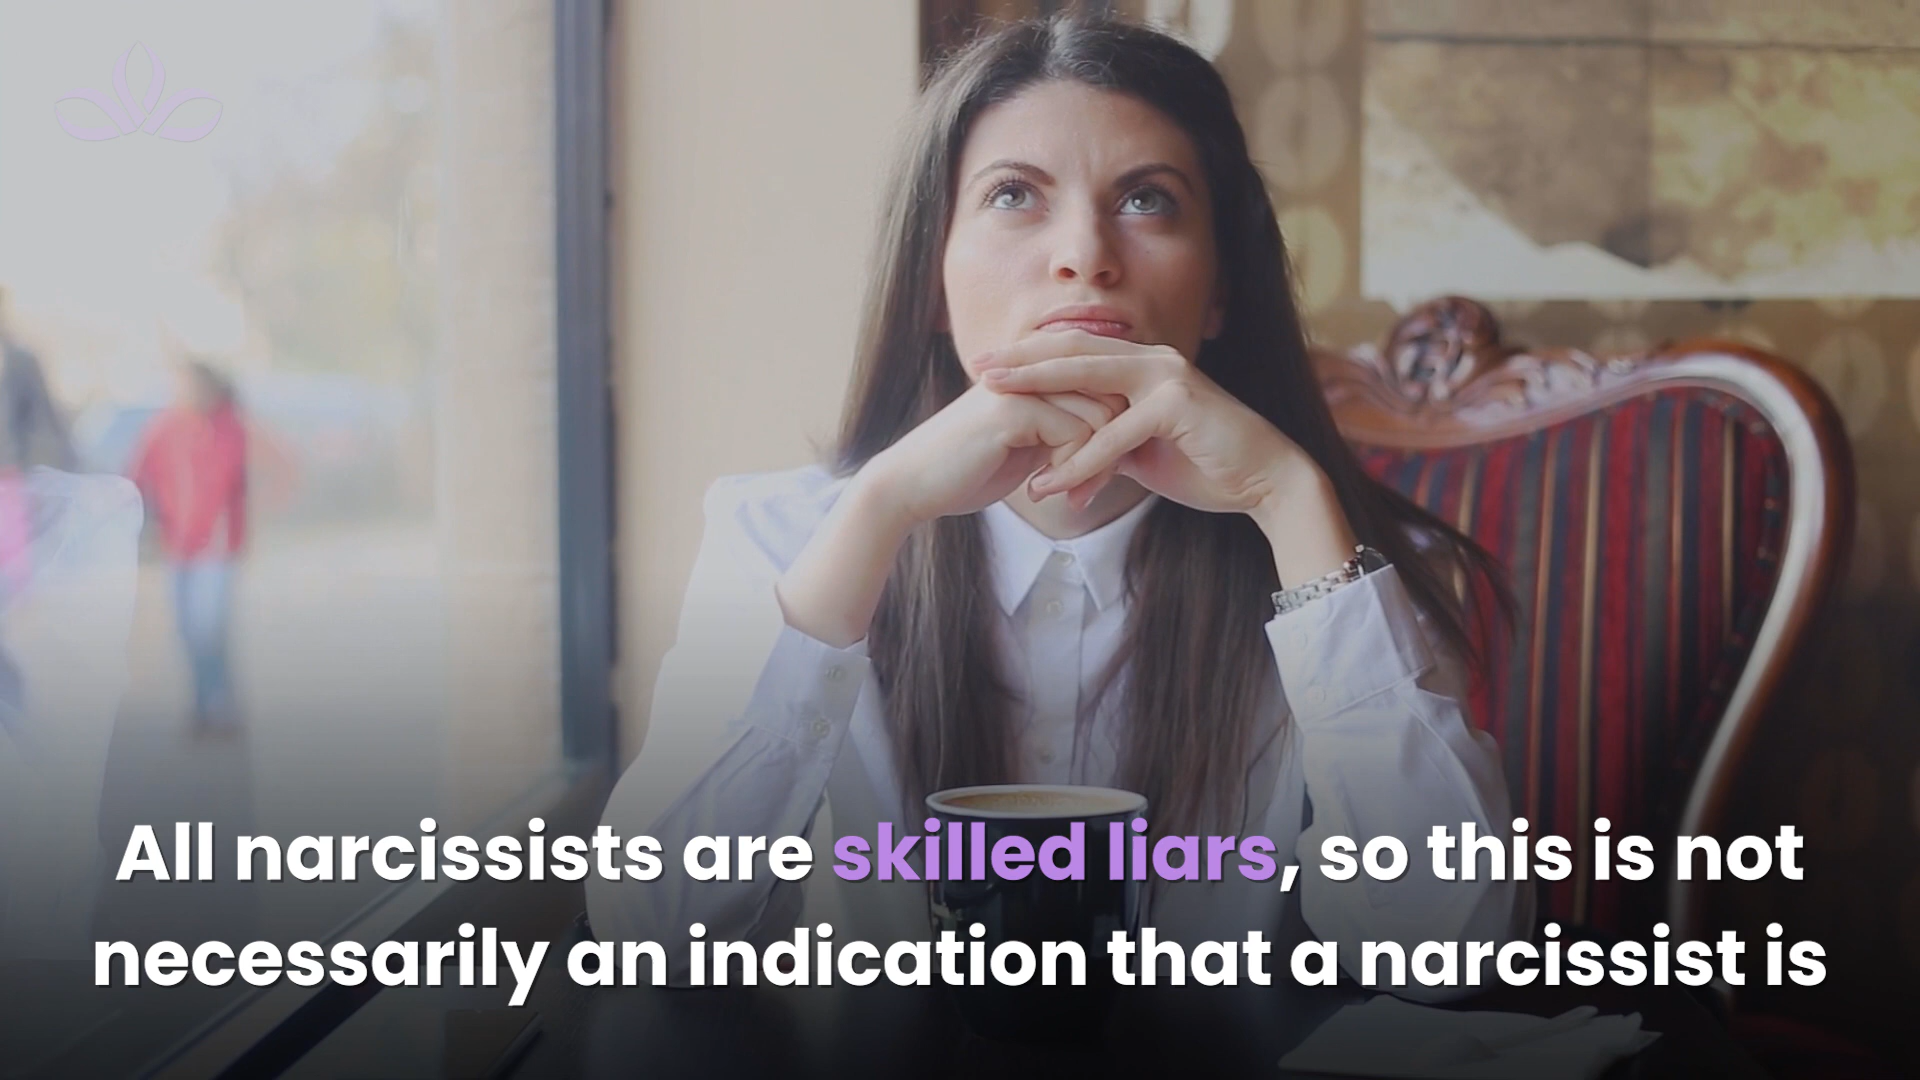 All narcissists are skilled liars, so this is not
necessarily an indication that a narcissist is